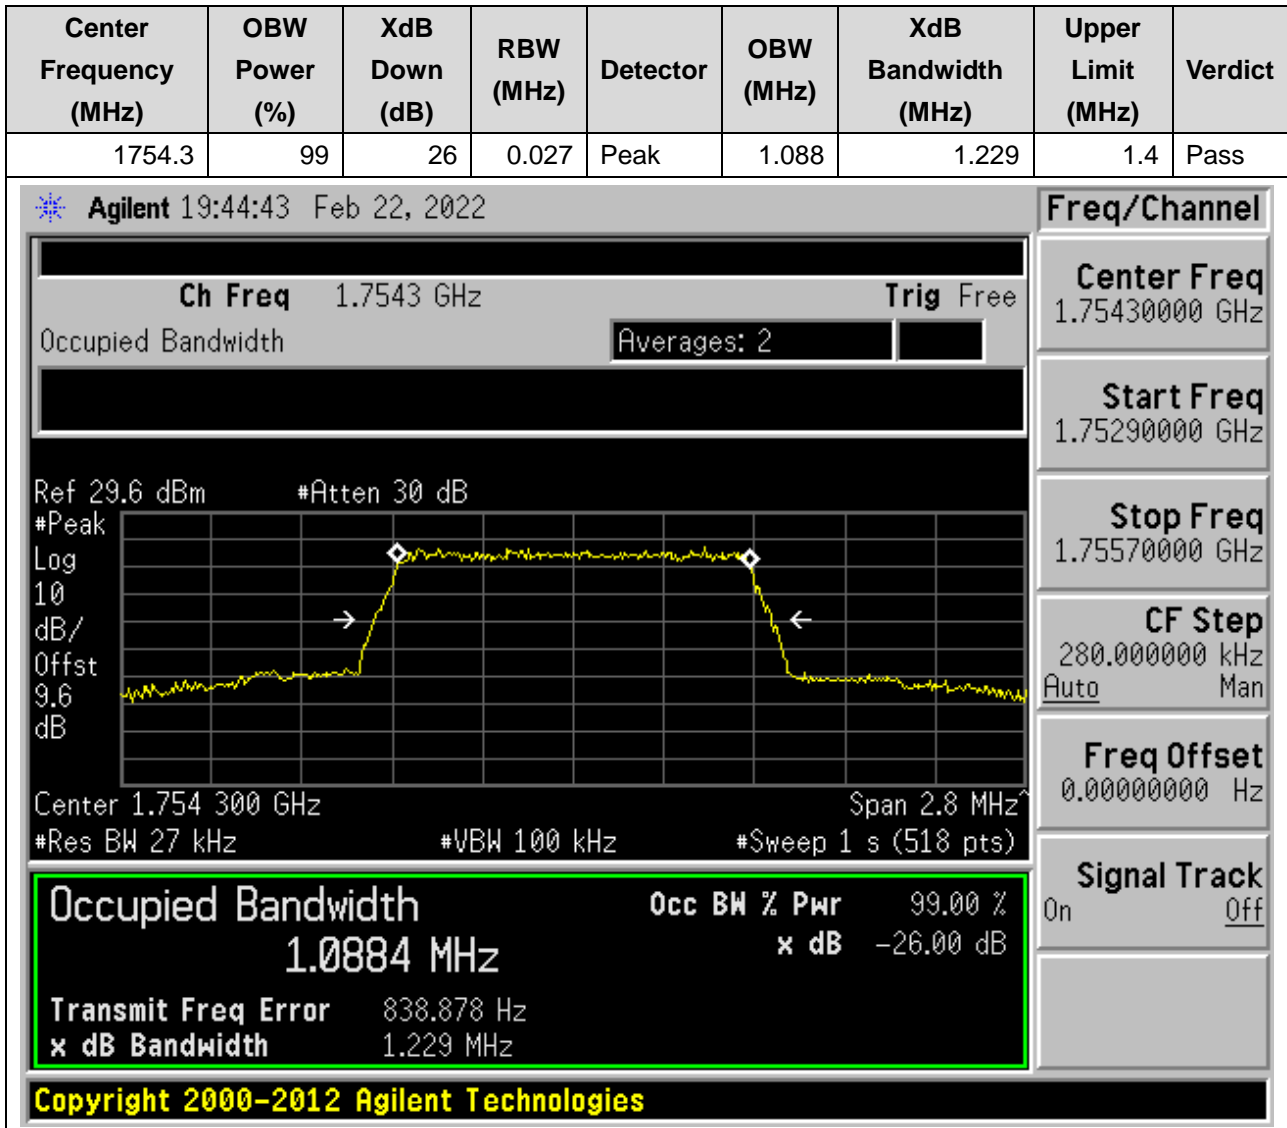 Center Frequency (MHz) OBW Power (%) XdB Down (dB) RBW (MHz) Detector OBW (MHz) XdB Bandwidth (MHz) Upper Limit (MHz) Verdict
1754.3 99 26 0.027 Peak 1.088 1.229 1.4 Pass
Agilent 19:44:43 Feb 22, 2022
Freq/Channel
Ch Freq 1.7543 GHz Trig Free
Occupied Bandwidth Averages: 2
Center Freq
1.75430000 GHz
Start Freq
1.75290000 GHz
Stop Freq
1.75570000 GHz
CF Step
280.000000 kHz
Auto Man
Freq Offset
0.00000000 Hz
Signal Track
On Off
Ref 29.6 dBm #Atten 30 dB
#Peak
Log
10
dB/
Offst
9.6
dB
Center 1.754 300 GHz Span 2.8 MHz^
#Res BW 27 kHz #VBW 100 kHz #Sweep 1 s (518 pts)
Occupied Bandwidth
1.0884 MHz
Occ BW % Pwr 99.00 %
x dB -26.00 dB
Transmit Freq Error 838.878 Hz
x dB Bandwidth 1.229 MHz
Copyright 2000-2012 Agilent Technologies